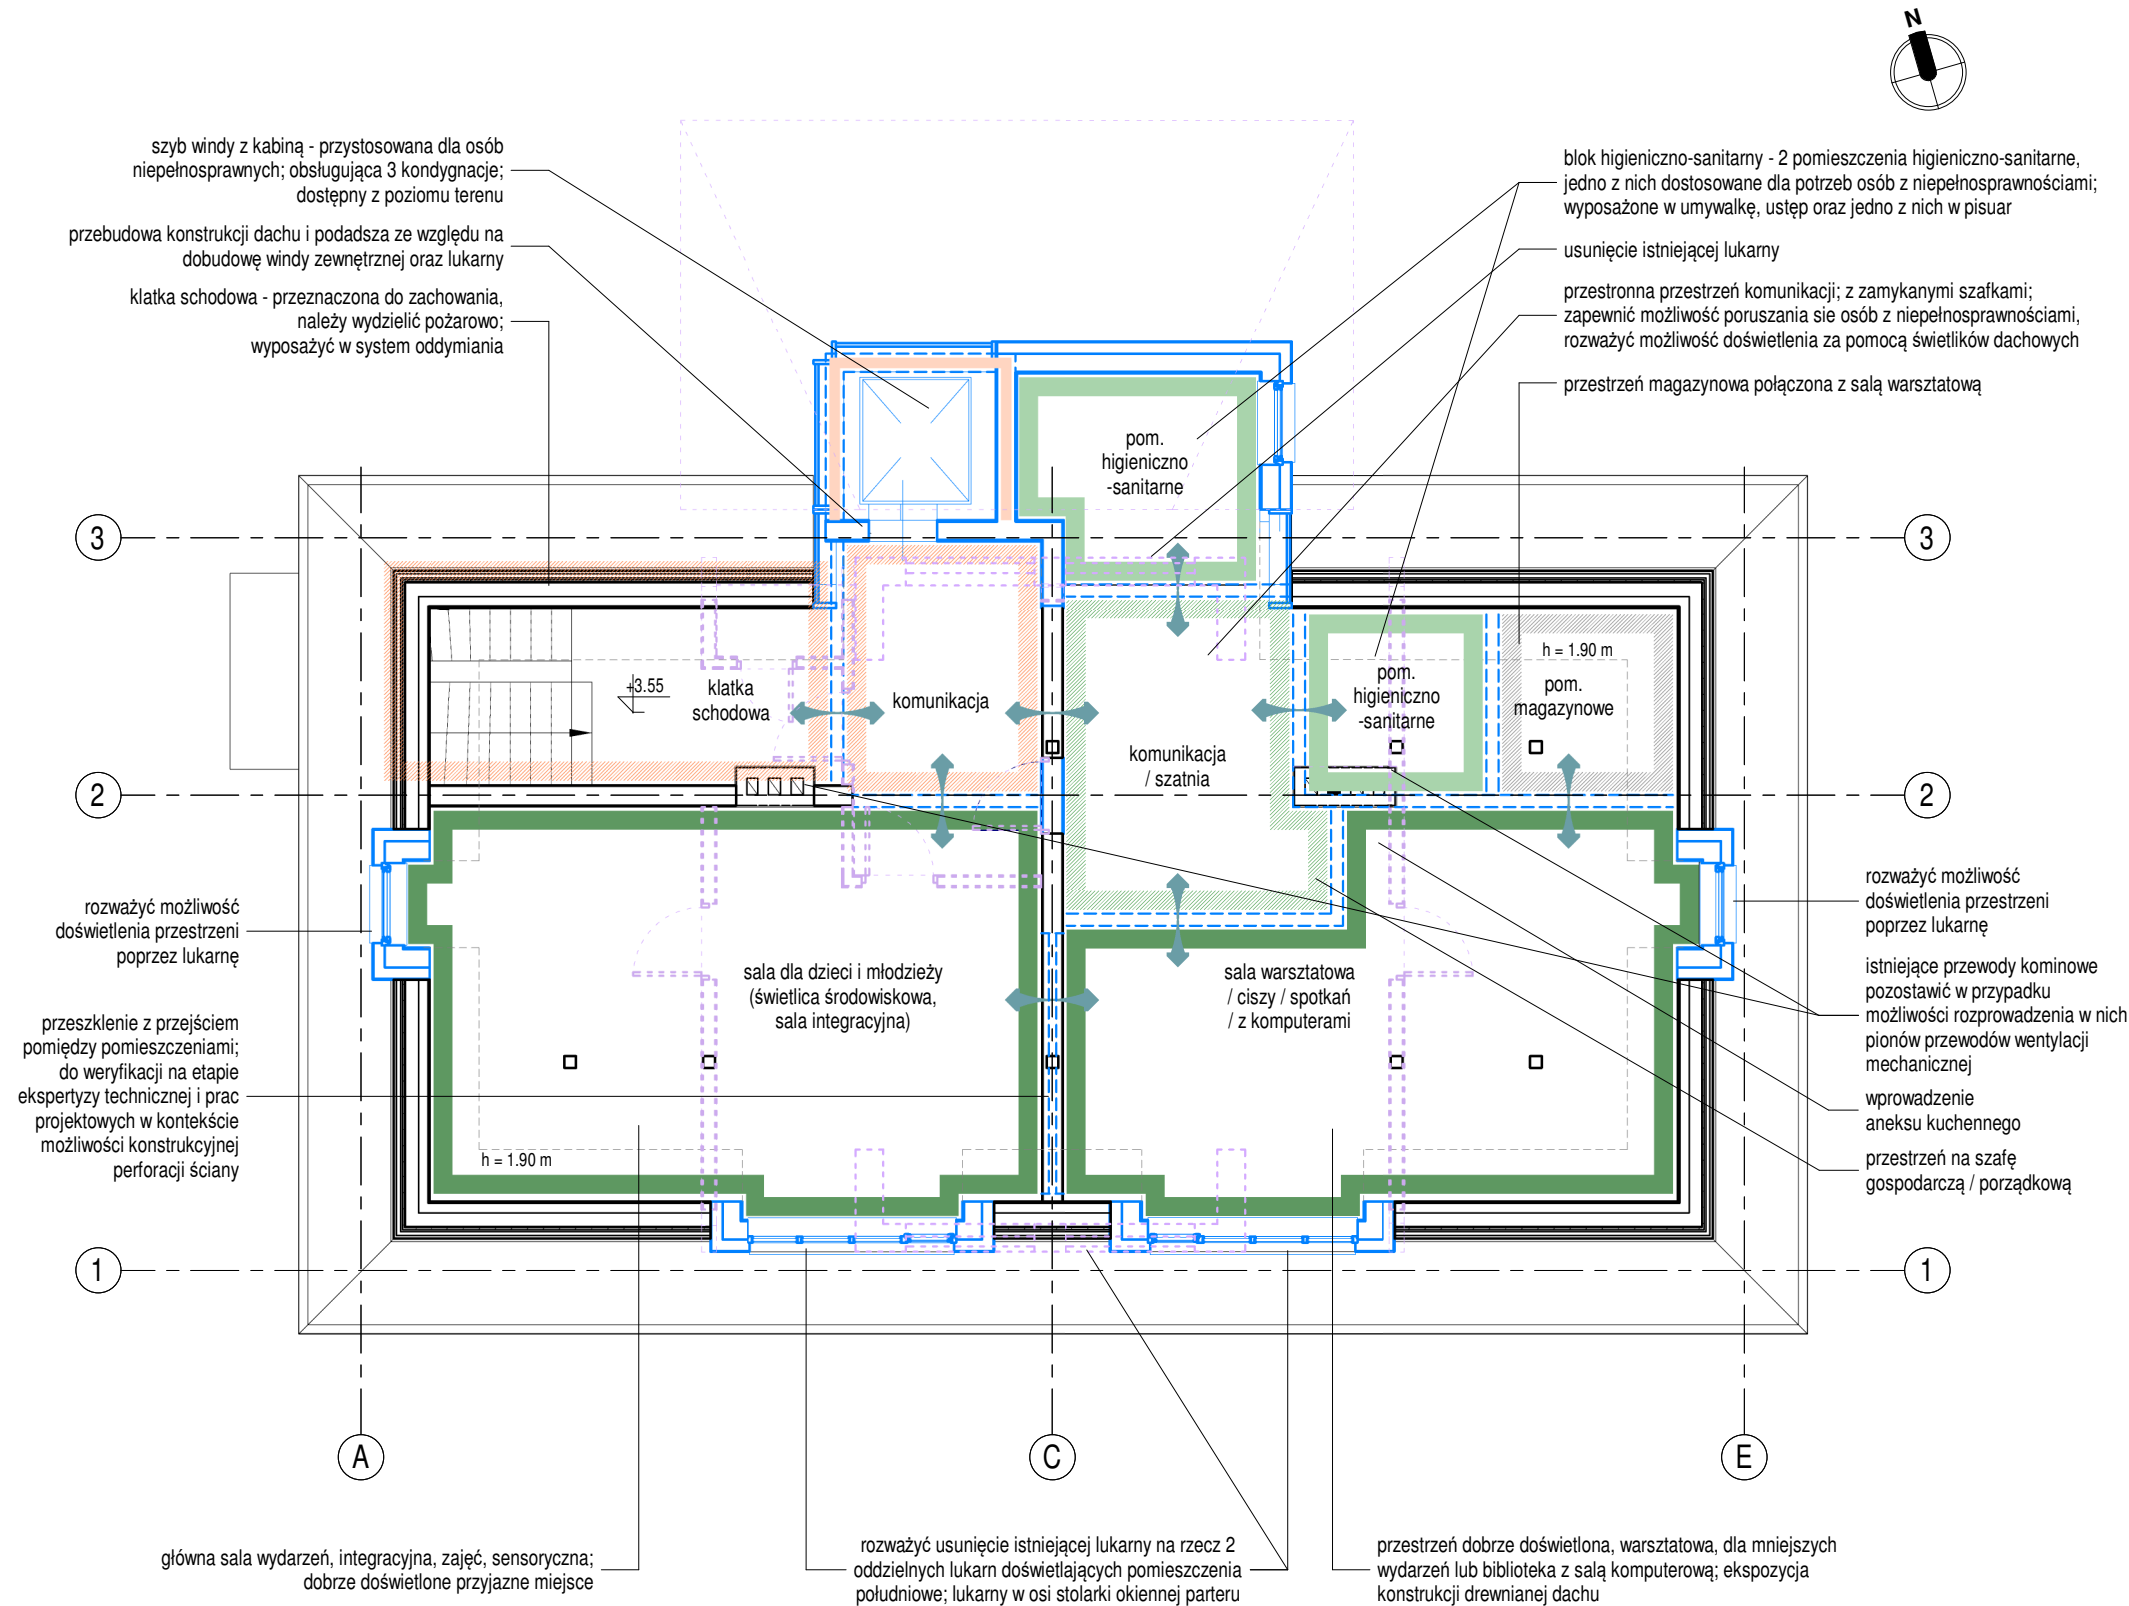 N
szyb windy z kabiną - przystosowana dla osób
niepełnosprawnych; obsługująca 3 kondygnacje;
dostępny z poziomu terenu
przebudowa konstrukcji dachu i podadsza ze względu na
dobudowę windy zewnętrznej oraz lukarny
klatka schodowa - przeznaczona do zachowania,
należy wydzielić pożarowo;
wyposażyć w system oddymiania
blok higieniczno-sanitarny - 2 pomieszczenia higieniczno-sanitarne,
jedno z nich dostosowane dla potrzeb osób z niepełnosprawnościami;
wyposażone w umywalkę, ustęp oraz jedno z nich w pisuar
usunięcie istniejącej lukarny
przestronna przestrzeń komunikacji; z zamykanymi szafkami;
zapewnić możliwość poruszania sie osób z niepełnosprawnościami,
rozważyć możliwość doświetlenia za pomocą świetlików dachowych
przestrzeń magazynowa połączona z salą warsztatową
pom.
higieniczno
-sanitarne
3
3
+3.55
klatka
schodowa
komunikacja
komunikacja
/ szatnia
pom.
higieniczno
-sanitarne
h = 1.90 m
pom.
magazynowe
2
2
rozważyć możliwość
doświetlenia przestrzeni
poprzez lukarnę
przeszklenie z przejściem
pomiędzy pomieszczeniami;
do weryfikacji na etapie
ekspertyzy technicznej i prac
projektowych w kontekście
możliwości konstrukcyjnej
perforacji ściany
sala dla dzieci i młodzieży
(świetlica środowiskowa,
sala integracyjna)
h = 1.90 m
sala warsztatowa
/ ciszy / spotkań
/ z komputerami
rozważyć możliwość
doświetlenia przestrzeni
poprzez lukarnę
istniejące przewody kominowe
pozostawić w przypadku
możliwości rozprowadzenia w nich
pionów przewodów wentylacji
mechanicznej
wprowadzenie
aneksu kuchennego
przestrzeń na szafę
gospodarczą / porządkową
1
1
A
C
E
główna sala wydarzeń, integracyjna, zajęć, sensoryczna;
dobrze doświetlone przyjazne miejsce
rozważyć usunięcie istniejącej lukarny na rzecz 2
oddzielnych lukarn doświetlających pomieszczenia
południowe; lukarny w osi stolarki okiennej parteru
przestrzeń dobrze doświetlona, warsztatowa, dla mniejszych
wydarzeń lub biblioteka z salą komputerową; ekspozycja
konstrukcji drewnianej dachu